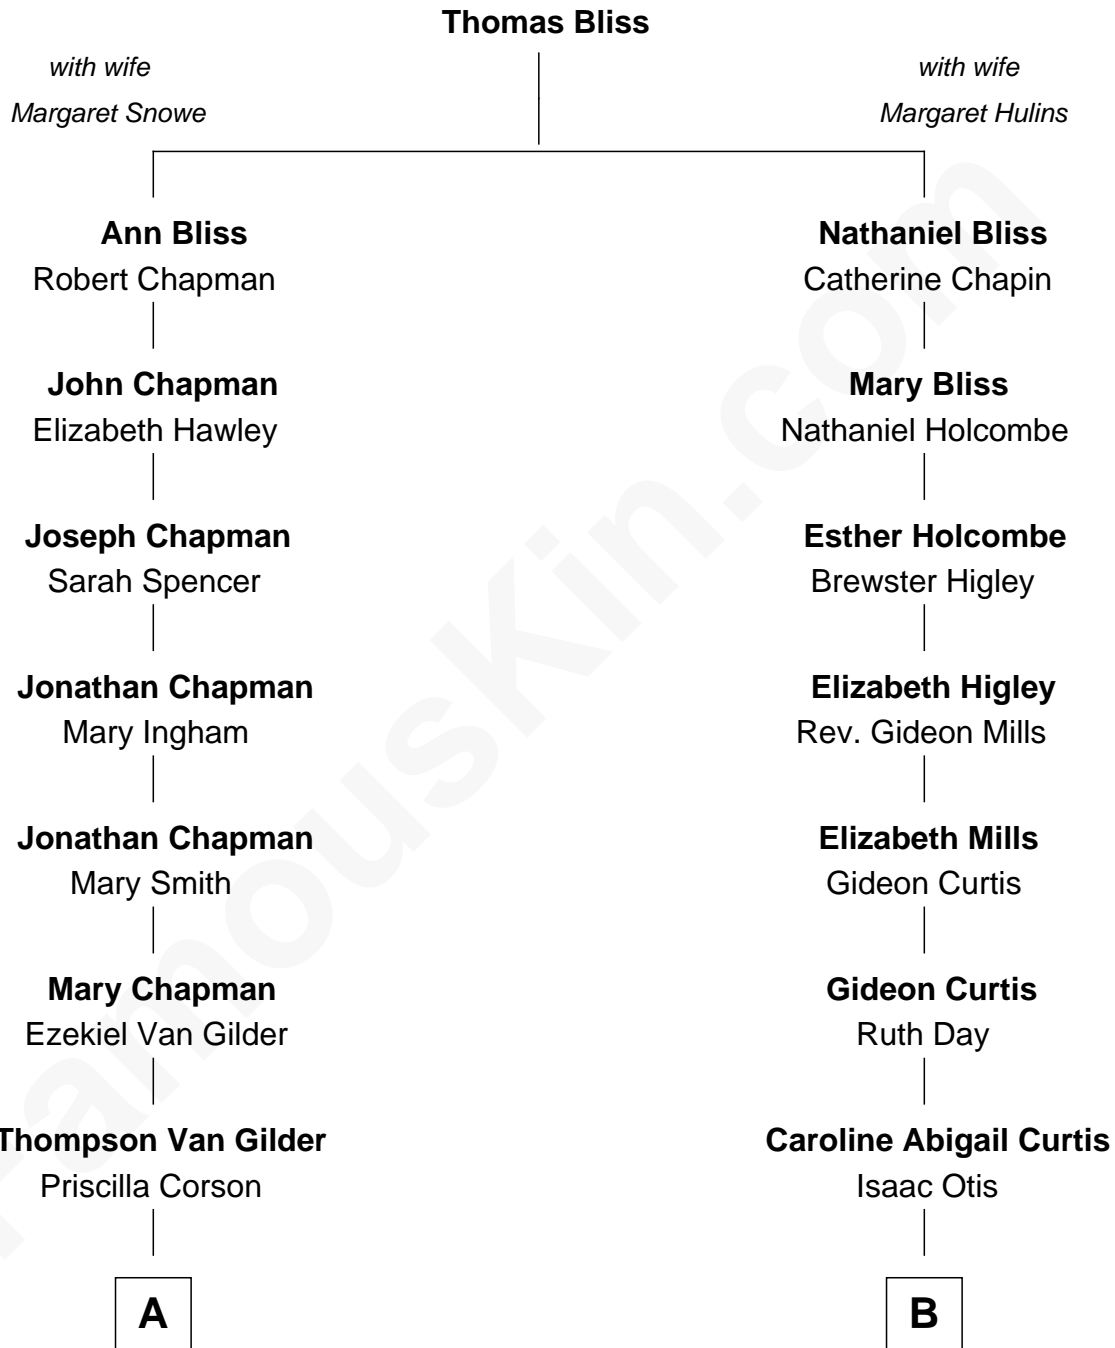 Thomas Bliss
with wife
Margaret Snowe
with wife
Margaret Hulins
Ann Bliss
Robert Chapman
Nathaniel Bliss
Catherine Chapin
John Chapman
Elizabeth Hawley
Mary Bliss
Nathaniel Holcombe
Joseph Chapman
Sarah Spencer
Esther Holcombe
Brewster Higley
Jonathan Chapman
Mary Ingham
Elizabeth Higley
Rev. Gideon Mills
Jonathan Chapman
Mary Smith
Elizabeth Mills
Gideon Curtis
Mary Chapman
Ezekiel Van Gilder
Gideon Curtis
Ruth Day
Thompson Van Gilder
Priscilla Corson
Caroline Abigail Curtis
Isaac Otis
A
B
FamousKin.com